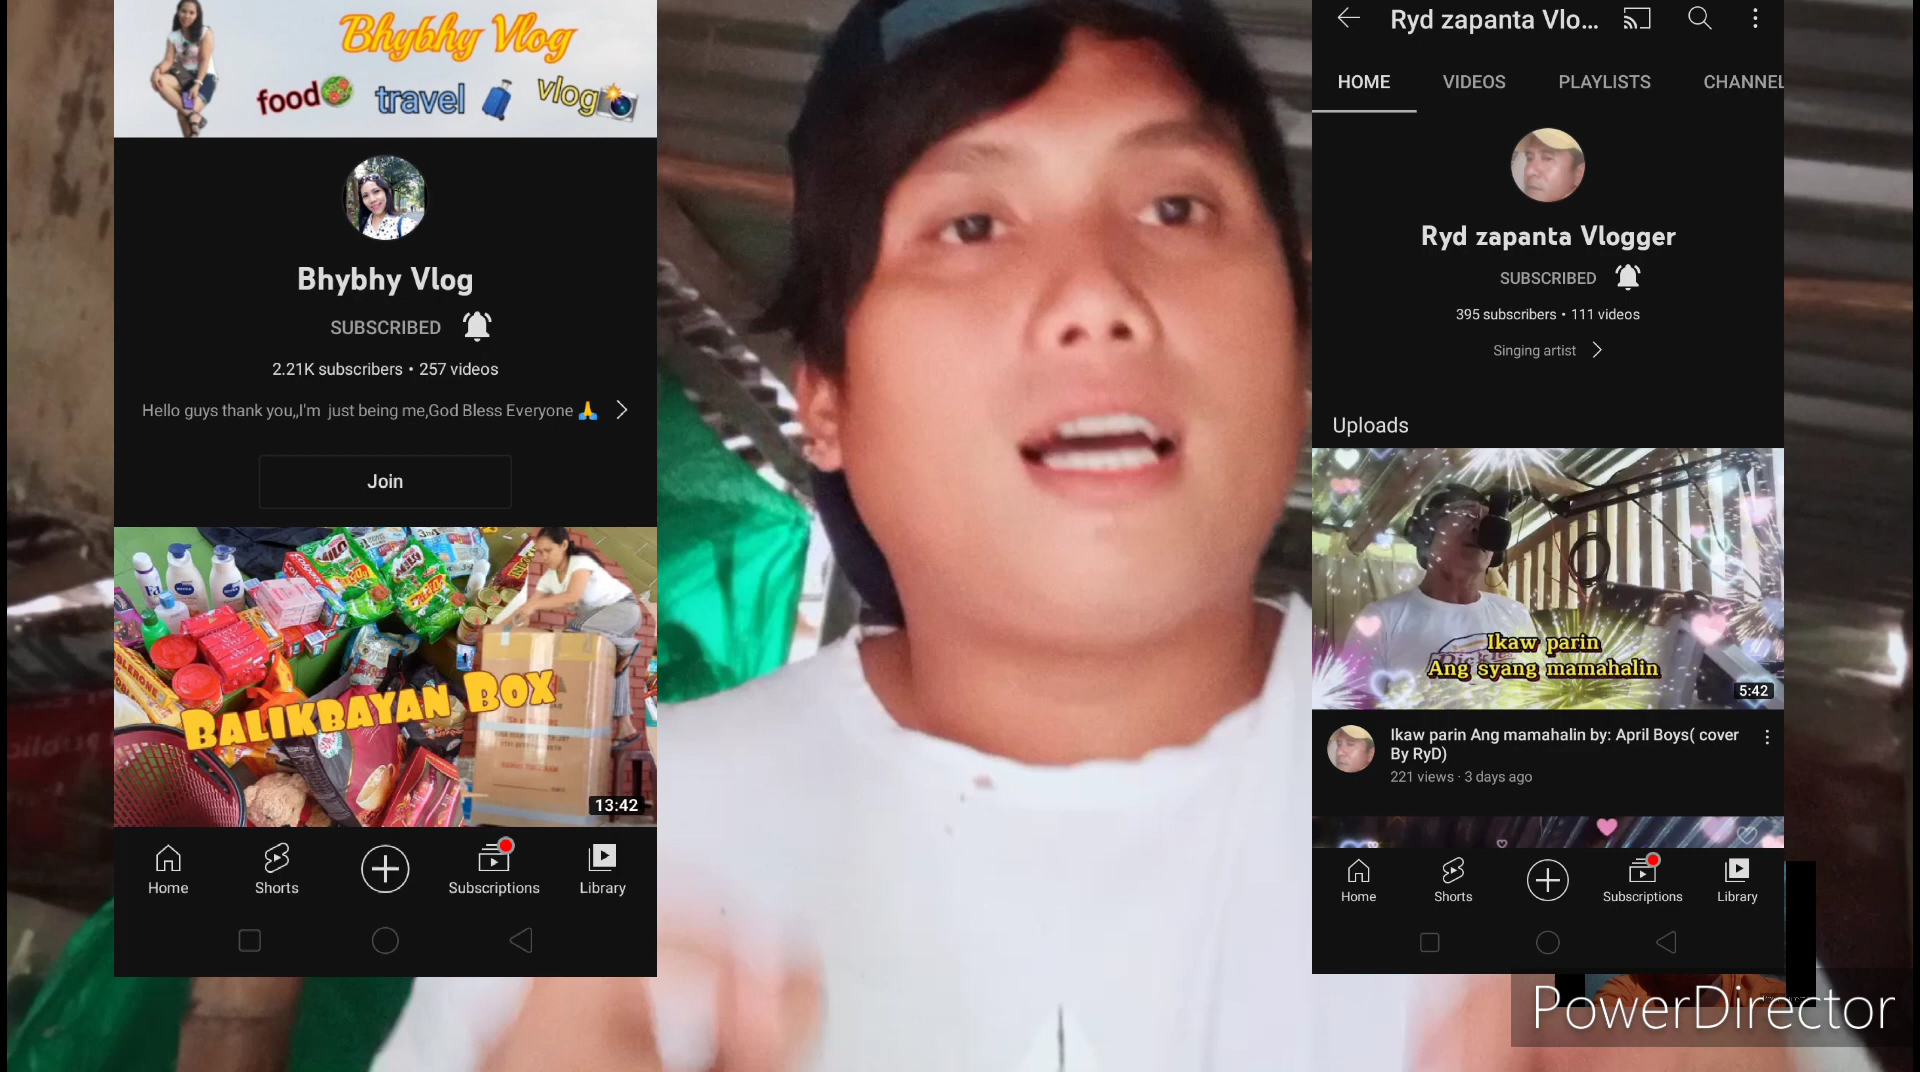 Bhybhy Vlog
food travel vlog
Bhybhy Vlog
SUBSCRIBED
2.21K subscribers • 257 videos
Hello guys thank you,,I'm just being me,God Bless Everyone 🙏
Join
MILO
BALIKBAYAN BOX
13:42
Home
Shorts
Subscriptions
Library
Ryd zapanta Vlo...
HOME VIDEOS PLAYLISTS CHANNEL
Ryd zapanta Vlogger
SUBSCRIBED
395 subscribers • 111 videos
Singing artist
Uploads
Ikaw parin
Ang syang mamahalin
5:42
Ikaw parin Ang mamahalin by: April Boys( cover
By RyD)
221 views · 3 days ago
Home
Shorts
Subscriptions
Library
PowerDirector